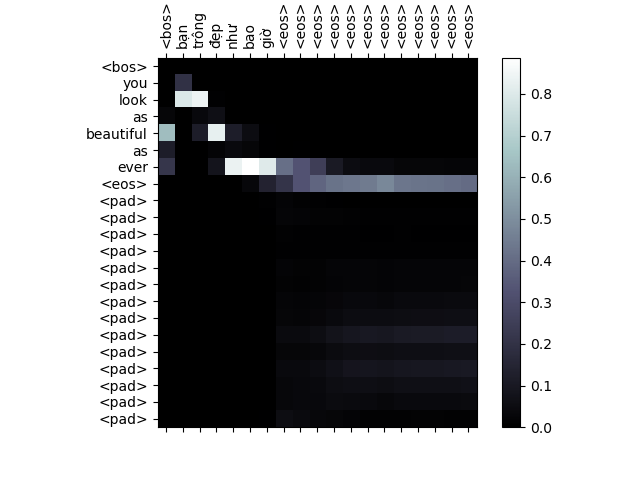 <bos> bạn trông đẹp như bao giờ <eos> <eos> <eos> <eos> <eos> <eos> <eos> <eos> <eos> <eos> <eos> <eos>
<bos>
you
look
as
beautiful
as
ever
<eos>
<pad>
<pad>
<pad>
<pad>
<pad>
<pad>
<pad>
<pad>
<pad>
<pad>
<pad>
<pad>
<pad>
<pad>
0.8
0.7
0.6
0.5
0.4
0.3
0.2
0.1
0.0